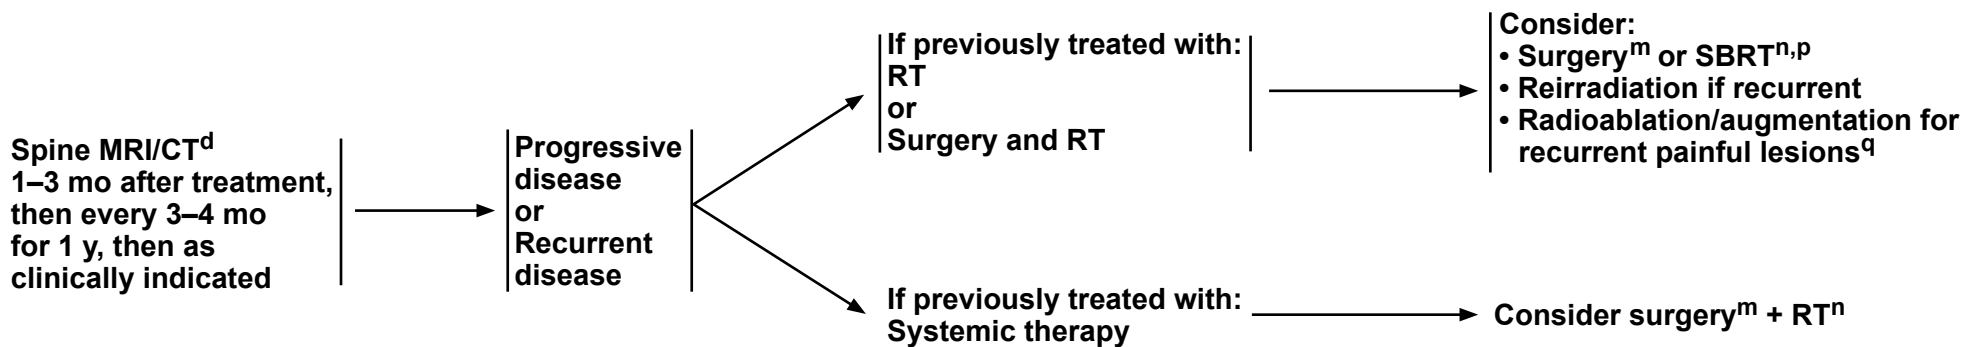 Spine MRI/CTd
1–3 mo after treatment,
then every 3–4 mo
for 1 y, then as
clinically indicated
Progressive
disease
or
Recurrent
disease
If previously treated with:
RT
or
Surgery and RT
Consider:
• Surgerym or SBRTn,p
• Reirradiation if recurrent
• Radioablation/augmentation for
recurrent painful lesionsq
If previously treated with:
Systemic therapy
Consider surgerym + RTn